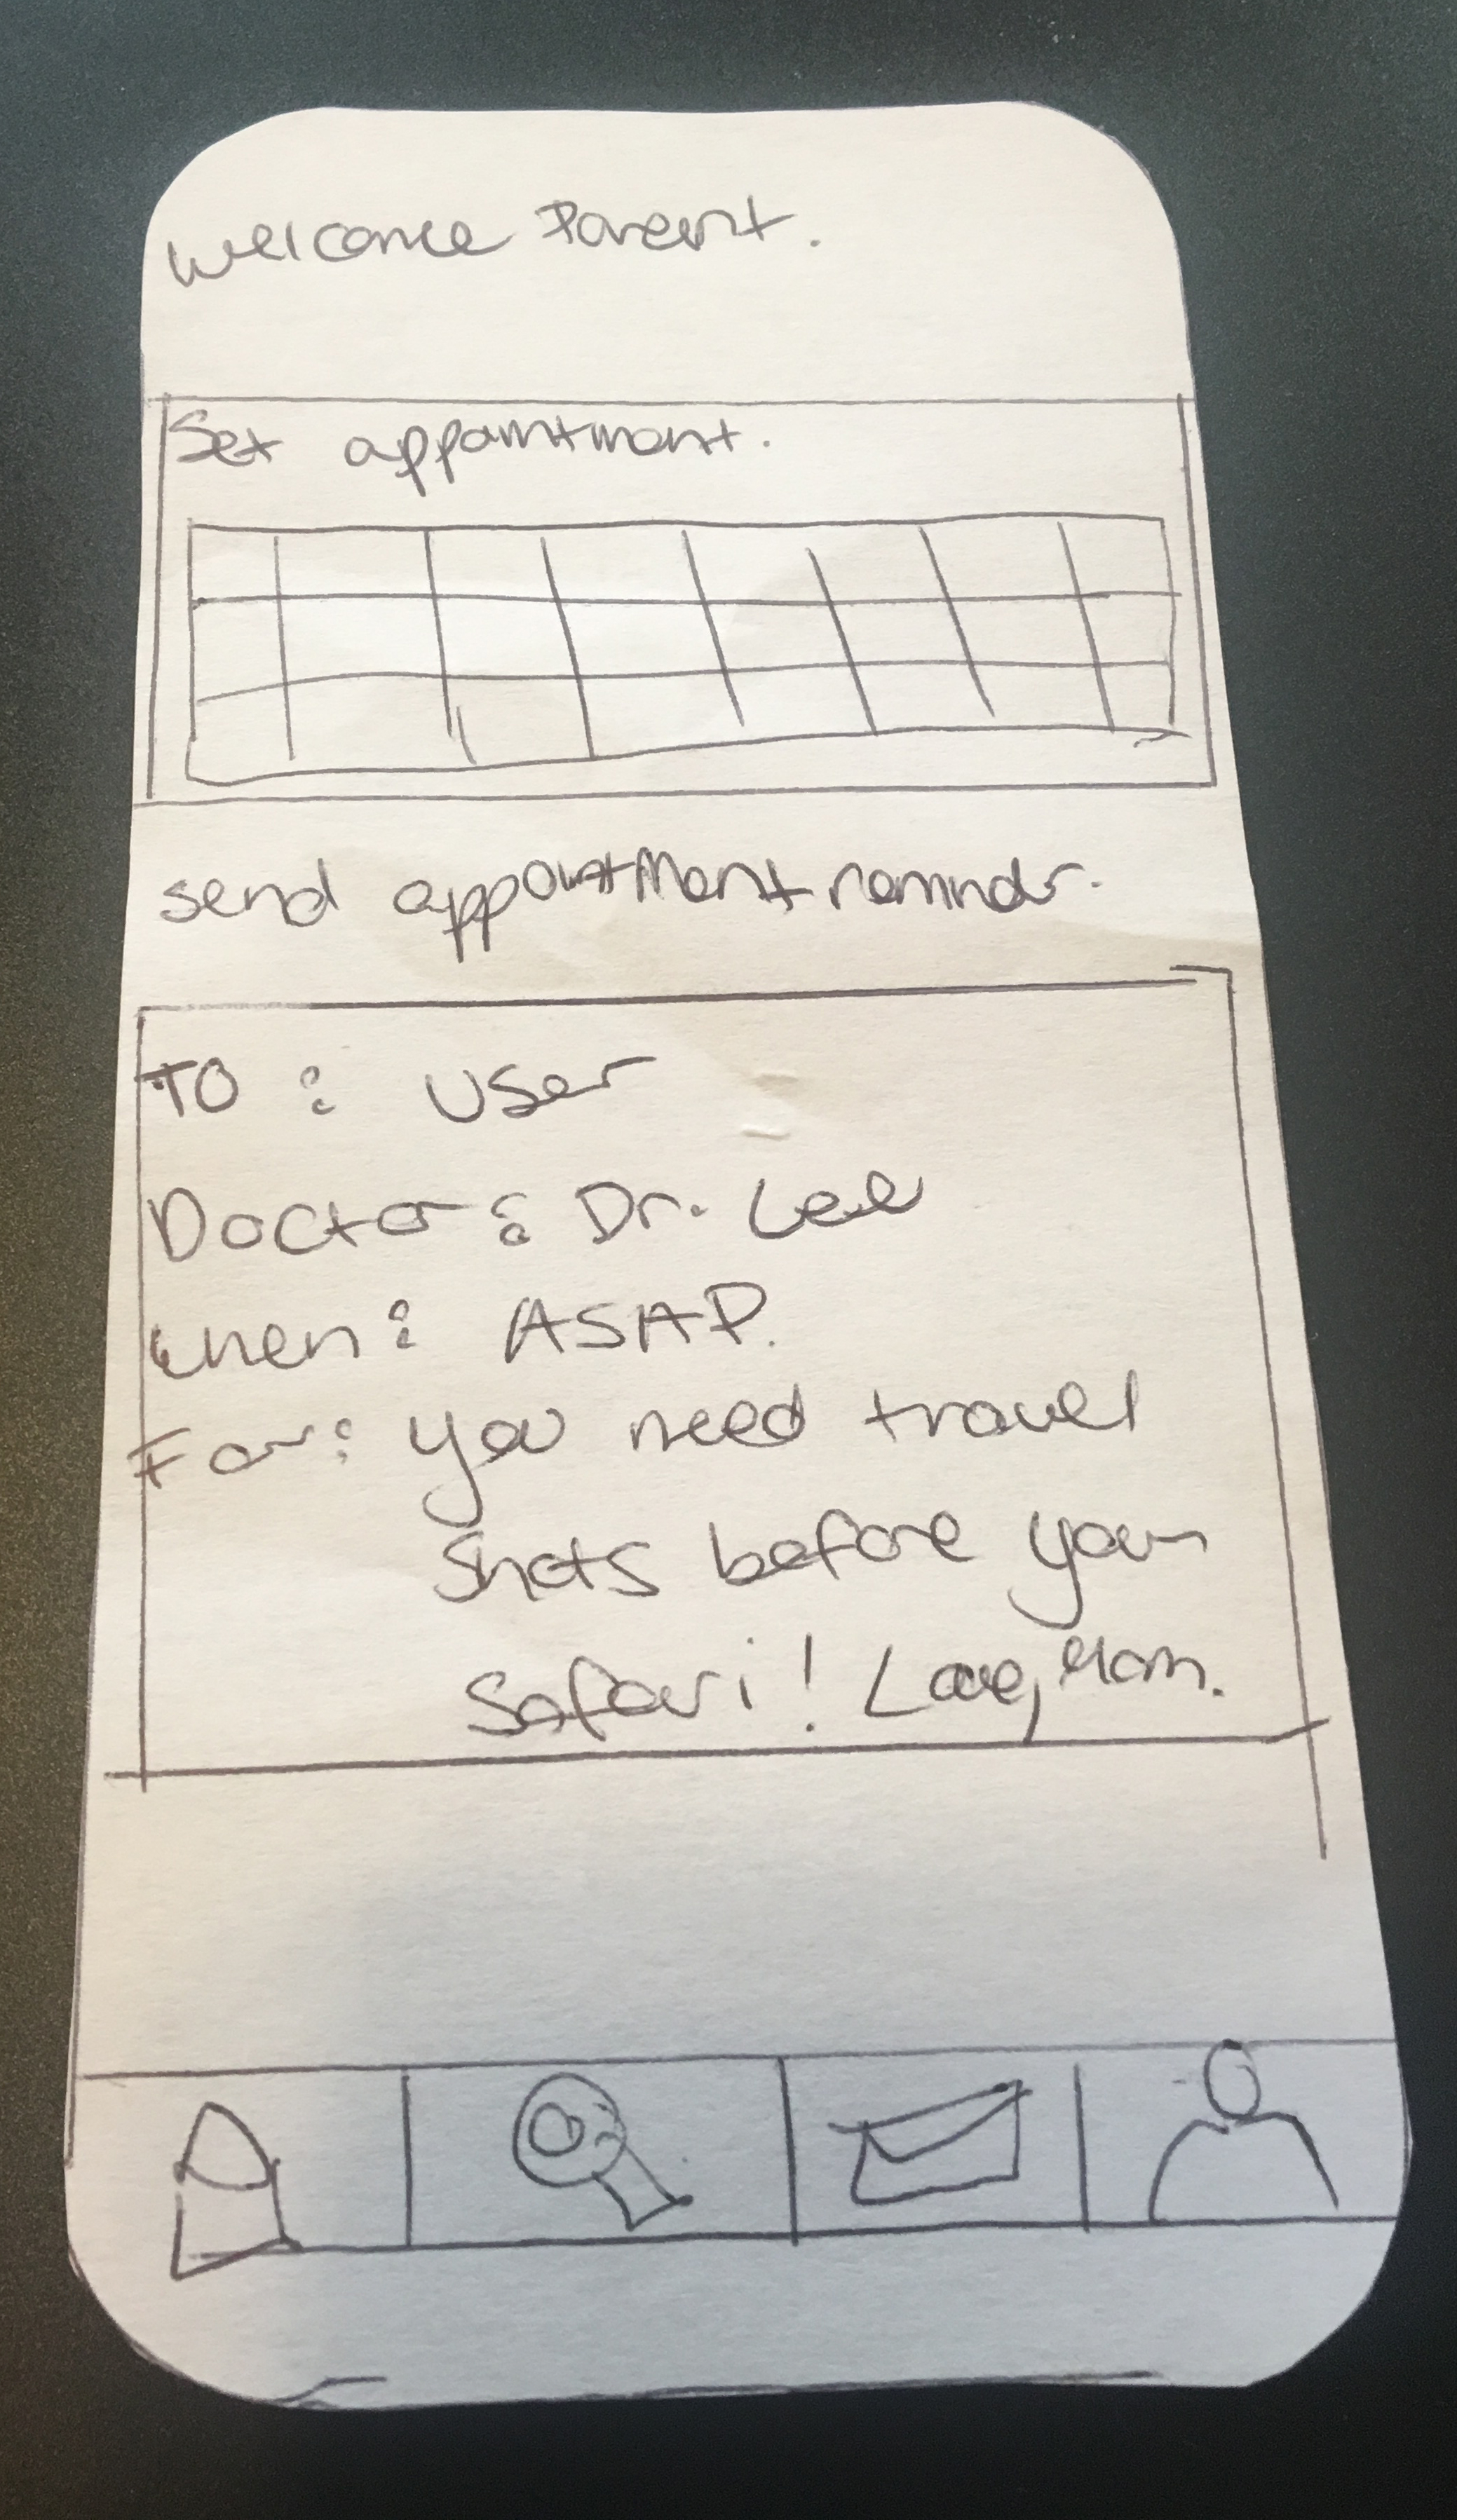 Welcome Parent.
Set appointment.
send appointment remindr.
TO : User
Doctor : Dr. Lee
when : ASAP.
For : you need travel
shots before your
Safari ! Love, Mom.